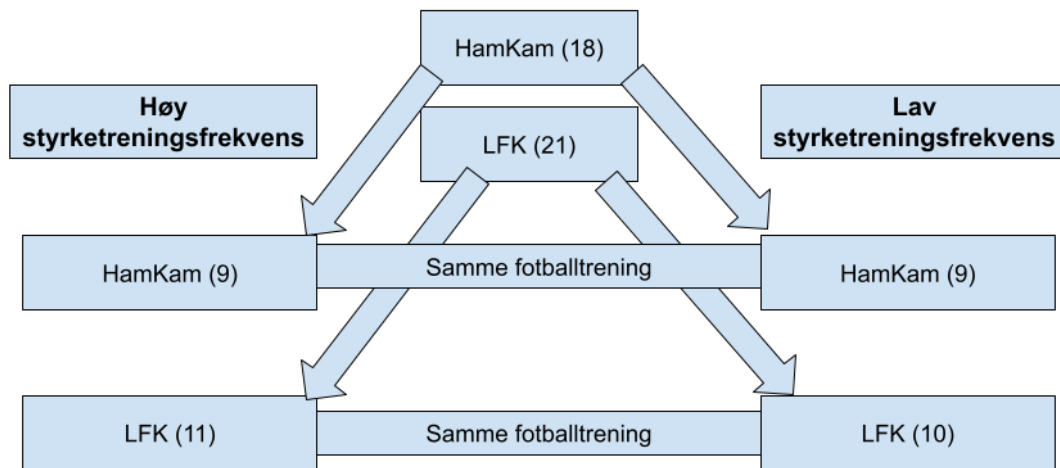 HamKam (18)
Høy
styrketreningsfrekvens
Lav
styrketreningsfrekvens
LFK (21)
HamKam (9)
Samme fotballtrening
HamKam (9)
LFK (11)
Samme fotballtrening
LFK (10)